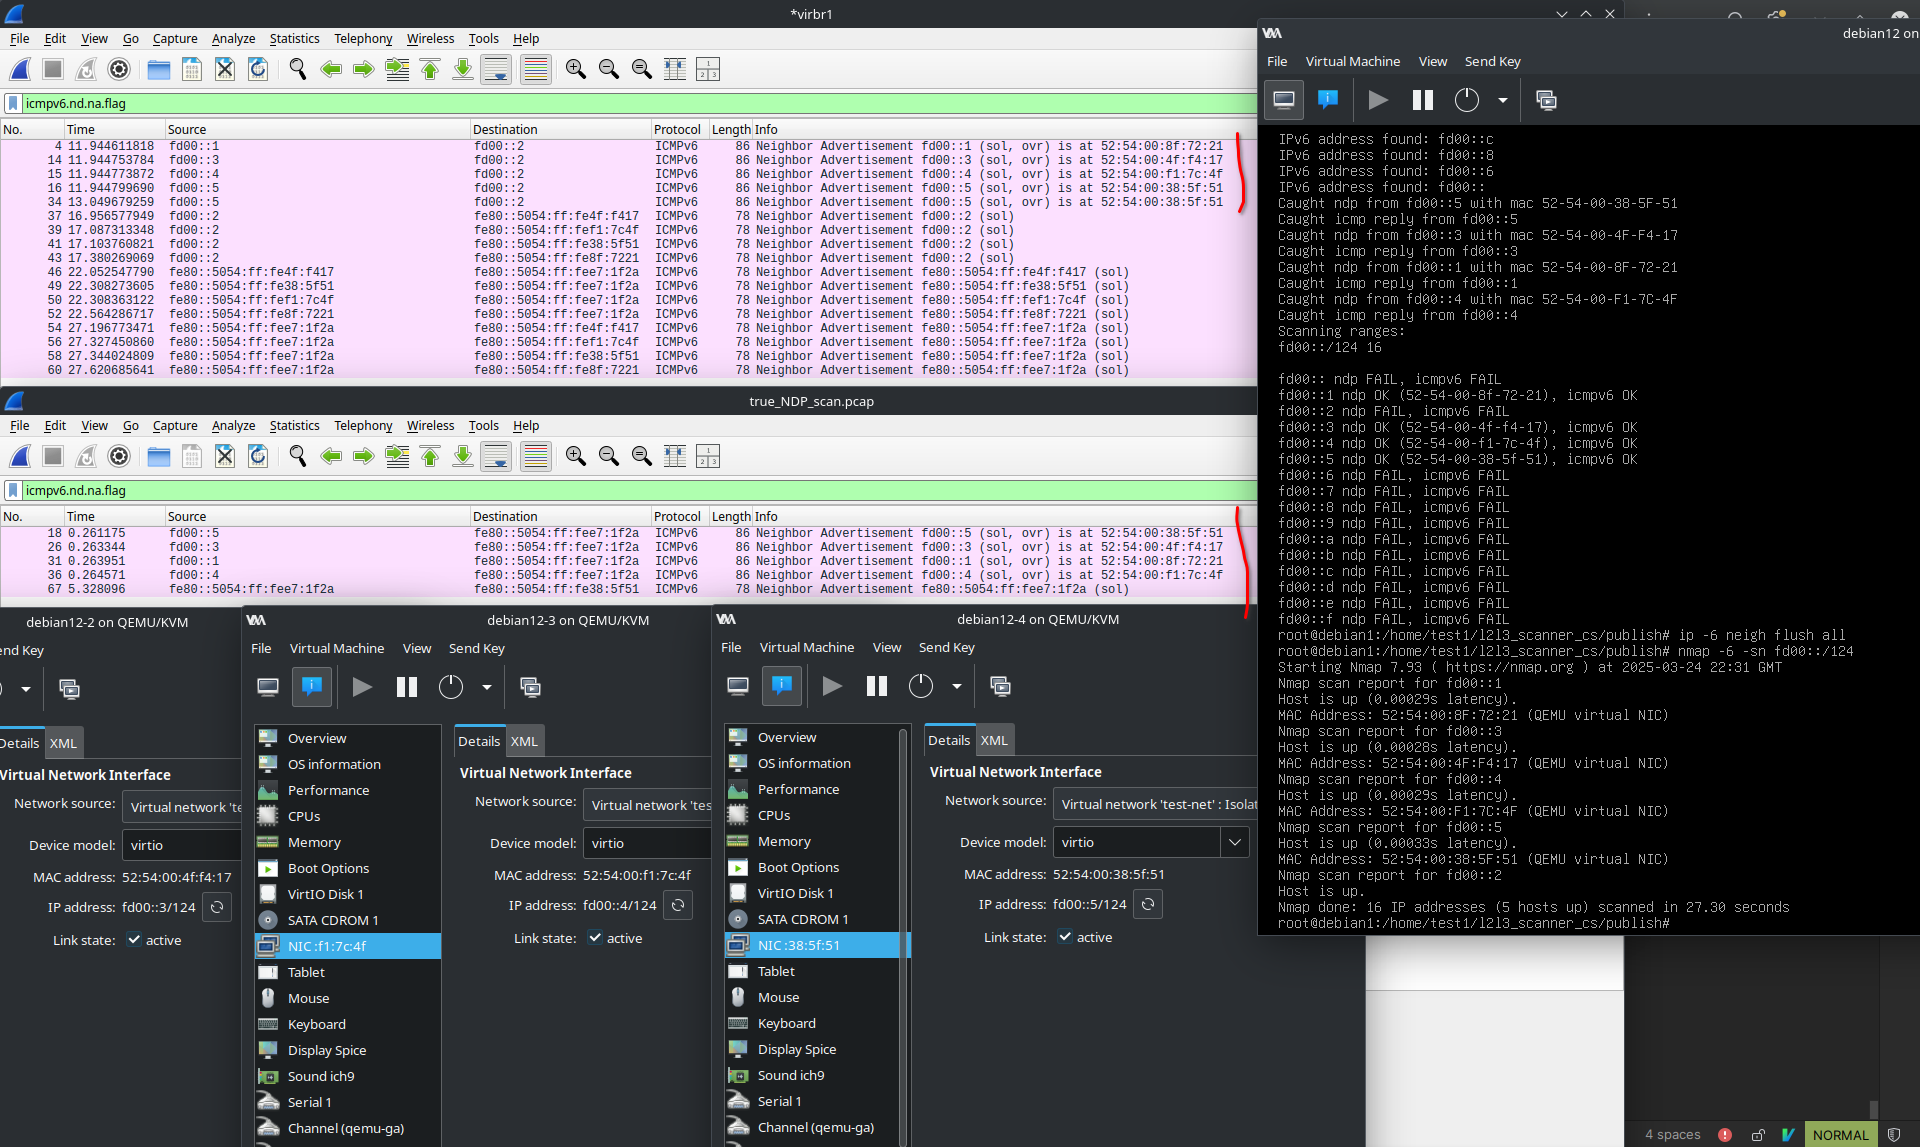 *virbr1
File Edit View Go Capture Analyze Statistics Telephony Wireless Tools Help
icmpv6.nd.na.flag
No. Time Source Destination Protocol Length Info
4 11.944611818 fd00::1 fd00::2 ICMPv6 86 Neighbor Advertisement fd00::1 (sol, ovr) is at 52:54:00:8f:72:21
14 11.944753784 fd00::3 fd00::2 ICMPv6 86 Neighbor Advertisement fd00::3 (sol, ovr) is at 52:54:00:4f:f4:17
15 11.944773872 fd00::4 fd00::2 ICMPv6 86 Neighbor Advertisement fd00::4 (sol, ovr) is at 52:54:00:f1:7c:4f
16 11.944799690 fd00::5 fd00::2 ICMPv6 86 Neighbor Advertisement fd00::5 (sol, ovr) is at 52:54:00:38:5f:51
34 13.049679259 fd00::5 fd00::2 ICMPv6 86 Neighbor Advertisement fd00::5 (sol, ovr) is at 52:54:00:38:5f:51
37 16.956577949 fd00::2 fe80::5054:ff:fe4f:f417 ICMPv6 78 Neighbor Advertisement fd00::2 (sol)
39 17.087313348 fd00::2 fe80::5054:ff:fef1:7c4f ICMPv6 78 Neighbor Advertisement fd00::2 (sol)
41 17.103760821 fd00::2 fe80::5054:ff:fe38:5f51 ICMPv6 78 Neighbor Advertisement fd00::2 (sol)
43 17.380269069 fd00::2 fe80::5054:ff:fe8f:7221 ICMPv6 78 Neighbor Advertisement fd00::2 (sol)
46 22.052547790 fe80::5054:ff:fe4f:f417 fe80::5054:ff:fee7:1f2a ICMPv6 78 Neighbor Advertisement fe80::5054:ff:fe4f:f417 (sol)
49 22.308273605 fe80::5054:ff:fe38:5f51 fe80::5054:ff:fee7:1f2a ICMPv6 78 Neighbor Advertisement fe80::5054:ff:fe38:5f51 (sol)
50 22.308363122 fe80::5054:ff:fef1:7c4f fe80::5054:ff:fee7:1f2a ICMPv6 78 Neighbor Advertisement fe80::5054:ff:fef1:7c4f (sol)
52 22.564286717 fe80::5054:ff:fe8f:7221 fe80::5054:ff:fee7:1f2a ICMPv6 78 Neighbor Advertisement fe80::5054:ff:fe8f:7221 (sol)
54 27.196773471 fe80::5054:ff:fee7:1f2a fe80::5054:ff:fe4f:f417 ICMPv6 78 Neighbor Advertisement fe80::5054:ff:fee7:1f2a (sol)
56 27.327450860 fe80::5054:ff:fee7:1f2a fe80::5054:ff:fef1:7c4f ICMPv6 78 Neighbor Advertisement fe80::5054:ff:fee7:1f2a (sol)
58 27.344024809 fe80::5054:ff:fee7:1f2a fe80::5054:ff:fe38:5f51 ICMPv6 78 Neighbor Advertisement fe80::5054:ff:fee7:1f2a (sol)
60 27.620685641 fe80::5054:ff:fee7:1f2a fe80::5054:ff:fe8f:7221 ICMPv6 78 Neighbor Advertisement fe80::5054:ff:fee7:1f2a (sol)
true_NDP_scan.pcap
File Edit View Go Capture Analyze Statistics Telephony Wireless Tools Help
icmpv6.nd.na.flag
No. Time Source Destination Protocol Length Info
18 0.261175 fd00::5 fe80::5054:ff:fee7:1f2a ICMPv6 86 Neighbor Advertisement fd00::5 (sol, ovr) is at 52:54:00:38:5f:51
26 0.263344 fd00::3 fe80::5054:ff:fee7:1f2a ICMPv6 86 Neighbor Advertisement fd00::3 (sol, ovr) is at 52:54:00:4f:f4:17
31 0.263951 fd00::1 fe80::5054:ff:fee7:1f2a ICMPv6 86 Neighbor Advertisement fd00::1 (sol, ovr) is at 52:54:00:8f:72:21
36 0.264571 fd00::4 fe80::5054:ff:fee7:1f2a ICMPv6 86 Neighbor Advertisement fd00::4 (sol, ovr) is at 52:54:00:f1:7c:4f
67 5.328096 fe80::5054:ff:fee7:1f2a fe80::5054:ff:fe38:5f51 ICMPv6 78 Neighbor Advertisement fe80::5054:ff:fee7:1f2a (sol)
debian12-2 on QEMU/KVM
end Key
Details XML
Virtual Network Interface
Network source: Virtual network 'te
Device model: virtio
MAC address: 52:54:00:4f:f4:17
IP address: fd00::3/124
Link state: active
debian12-3 on QEMU/KVM
File Virtual Machine View Send Key
Overview
OS information
Performance
CPUs
Memory
Boot Options
VirtIO Disk 1
SATA CDROM 1
NIC :f1:7c:4f
Tablet
Mouse
Keyboard
Display Spice
Sound ich9
Serial 1
Channel (qemu-ga)
Details XML
Virtual Network Interface
Network source: Virtual network 'tes
Device model: virtio
MAC address: 52:54:00:f1:7c:4f
IP address: fd00::4/124
Link state: active
debian12-4 on QEMU/KVM
File Virtual Machine View Send Key
Overview
OS information
Performance
CPUs
Memory
Boot Options
VirtIO Disk 1
SATA CDROM 1
NIC :38:5f:51
Tablet
Mouse
Keyboard
Display Spice
Sound ich9
Serial 1
Channel (qemu-ga)
Details XML
Virtual Network Interface
Network source: Virtual network 'test-net' : Isolat
Device model: virtio
MAC address: 52:54:00:38:5f:51
IP address: fd00::5/124
Link state: active
debian12 on
File Virtual Machine View Send Key
IPv6 address found: fd00::c
IPv6 address found: fd00::8
IPv6 address found: fd00::6
IPv6 address found: fd00::
Caught ndp from fd00::5 with mac 52-54-00-38-5F-51
Caught icmp reply from fd00::5
Caught ndp from fd00::3 with mac 52-54-00-4F-F4-17
Caught icmp reply from fd00::3
Caught ndp from fd00::1 with mac 52-54-00-8F-72-21
Caught icmp reply from fd00::1
Caught ndp from fd00::4 with mac 52-54-00-F1-7C-4F
Caught icmp reply from fd00::4
Scanning ranges:
fd00::/124 16
fd00:: ndp FAIL, icmpv6 FAIL
fd00::1 ndp OK (52-54-00-8f-72-21), icmpv6 OK
fd00::2 ndp FAIL, icmpv6 FAIL
fd00::3 ndp OK (52-54-00-4f-f4-17), icmpv6 OK
fd00::4 ndp OK (52-54-00-f1-7c-4f), icmpv6 OK
fd00::5 ndp OK (52-54-00-38-5f-51), icmpv6 OK
fd00::6 ndp FAIL, icmpv6 FAIL
fd00::7 ndp FAIL, icmpv6 FAIL
fd00::8 ndp FAIL, icmpv6 FAIL
fd00::9 ndp FAIL, icmpv6 FAIL
fd00::a ndp FAIL, icmpv6 FAIL
fd00::b ndp FAIL, icmpv6 FAIL
fd00::c ndp FAIL, icmpv6 FAIL
fd00::d ndp FAIL, icmpv6 FAIL
fd00::e ndp FAIL, icmpv6 FAIL
fd00::f ndp FAIL, icmpv6 FAIL
root@debian1:/home/test1/l2l3_scanner_cs/publish# ip -6 neigh flush all
root@debian1:/home/test1/l2l3_scanner_cs/publish# nmap -6 -sn fd00::/124
Starting Nmap 7.93 ( https://nmap.org ) at 2025-03-24 22:31 GMT
Nmap scan report for fd00::1
Host is up (0.00029s latency).
MAC Address: 52:54:00:8F:72:21 (QEMU virtual NIC)
Nmap scan report for fd00::3
Host is up (0.00028s latency).
MAC Address: 52:54:00:4F:F4:17 (QEMU virtual NIC)
Nmap scan report for fd00::4
Host is up (0.00029s latency).
MAC Address: 52:54:00:F1:7C:4F (QEMU virtual NIC)
Nmap scan report for fd00::5
Host is up (0.00033s latency).
MAC Address: 52:54:00:38:5F:51 (QEMU virtual NIC)
Nmap scan report for fd00::2
Host is up.
Nmap done: 16 IP addresses (5 hosts up) scanned in 27.30 seconds
root@debian1:/home/test1/l2l3_scanner_cs/publish#
4 spaces NORMAL